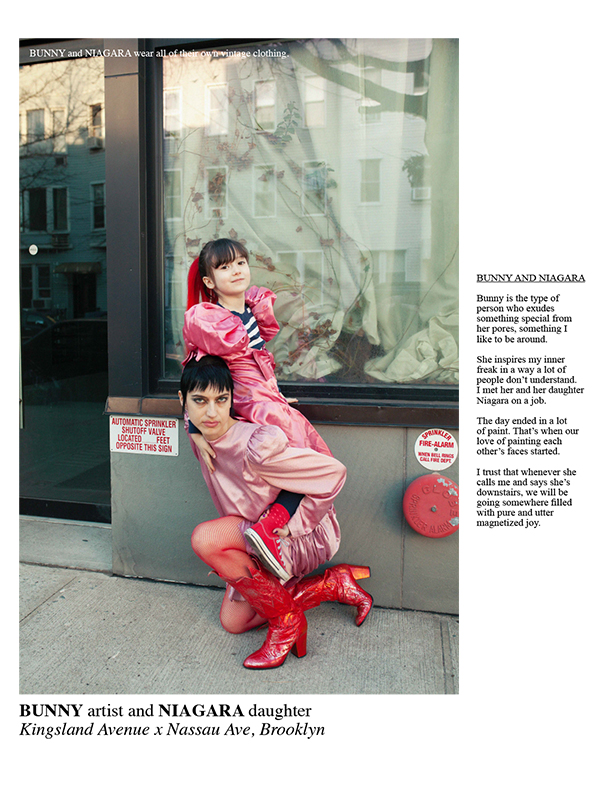 BUNNY and NIAGARA wear all of their own vintage clothing.
AUTOMATIC SPRINKLER
SHUTOFF VALVE
LOCATED FEET
OPPOSITE THIS SIGN
SPRINKLER
FIRE-ALARM
WHEN BELL RINGS
CALL FIRE DEPT.
BUNNY AND NIAGARA
Bunny is the type of
person who exudes
something special from
her pores, something I
like to be around.
She inspires my inner
freak in a way a lot of
people don’t understand.
I met her and her daughter
Niagara on a job.
The day ended in a lot
of paint. That’s when our
love of painting each
other’s faces started.
I trust that whenever she
calls me and says she’s
downstairs, we will be
going somewhere filled
with pure and utter
magnetized joy.
BUNNY artist and NIAGARA daughter
Kingsland Avenue x Nassau Ave, Brooklyn